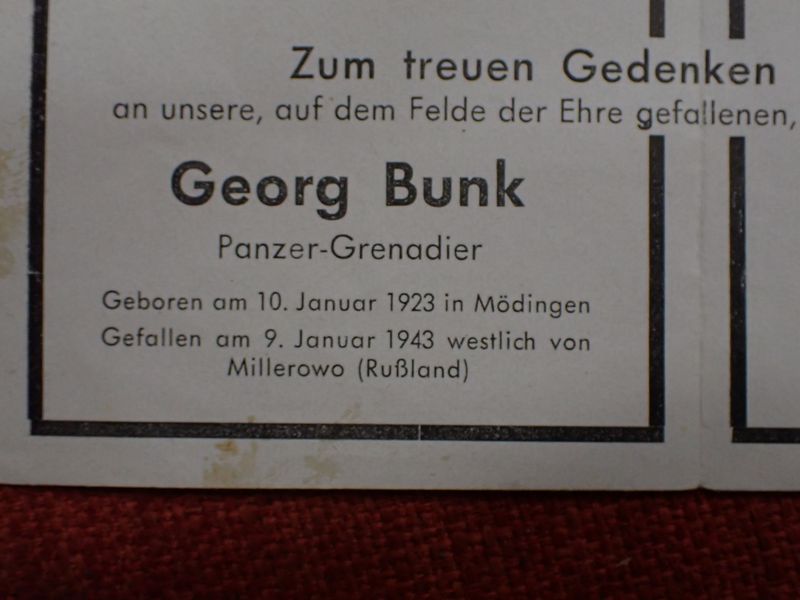 Zum treuen Gedenken
an unsere, auf dem Felde der Ehre gefallenen,
Georg Bunk
Panzer-Grenadier
Geboren am 10. Januar 1923 in Mödingen
Gefallen am 9. Januar 1943 westlich von
Millerowo (Rußland)